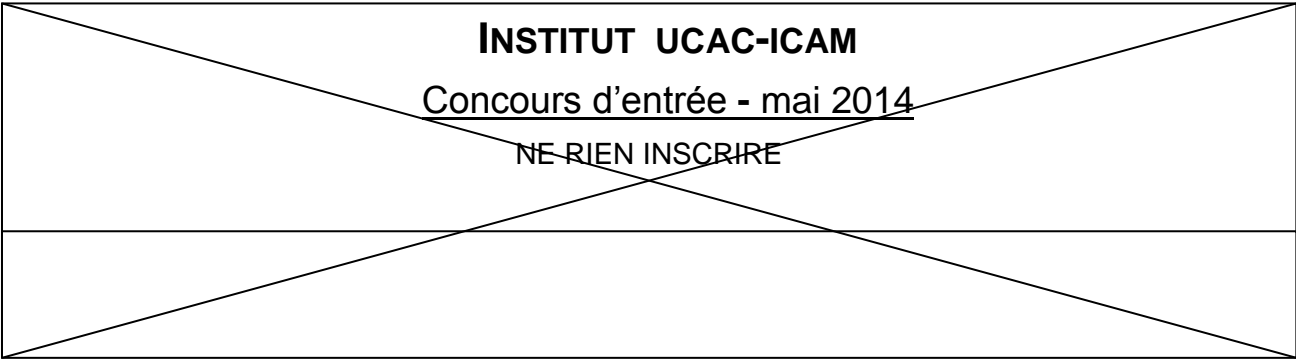 INSTITUT UCAC-ICAM
Concours d'entrée - mai 2014
NE RIEN INSCRIRE